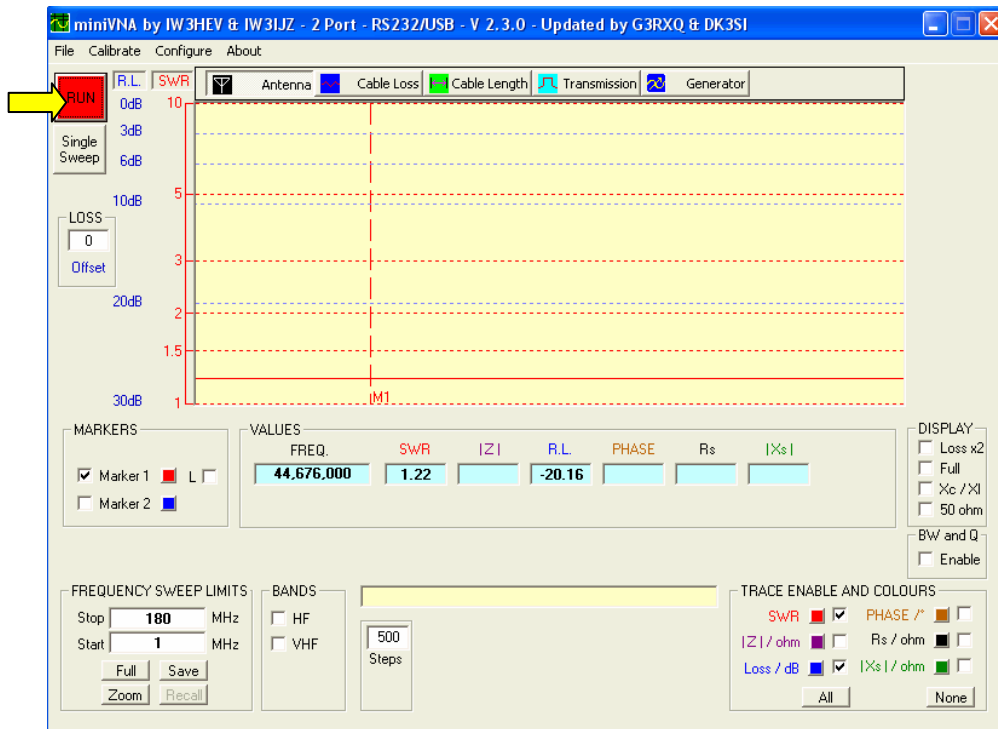 miniVNA by IW3HEV & IW3IJZ - 2 Port - RS232/USB - V 2.3.0 - Updated by G3RXQ & DK3SI
File Calibrate Configure About
RUN R.L. SWR Antenna Cable Loss Cable Length Transmission Generator
0dB 10
Single Sweep
3dB
6dB
5
10dB
LOSS
0
Offset
3
20dB
2
1.5
30dB 1 M1
MARKERS
Marker 1 L
Marker 2
VALUES
FREQ. SWR |Z| R.L. PHASE Rs |Xs|
44,676,000 1.22 -20.16
DISPLAY
Loss x2
Full
Xc / Xl
50 ohm
BW and Q
Enable
FREQUENCY SWEEP LIMITS
Stop 180 MHz
Start 1 MHz
Full Save
Zoom Recall
BANDS
HF
VHF
500
Steps
TRACE ENABLE AND COLOURS
SWR PHASE /°
|Z| / ohm Rs / ohm
Loss / dB |Xs| / ohm
All None